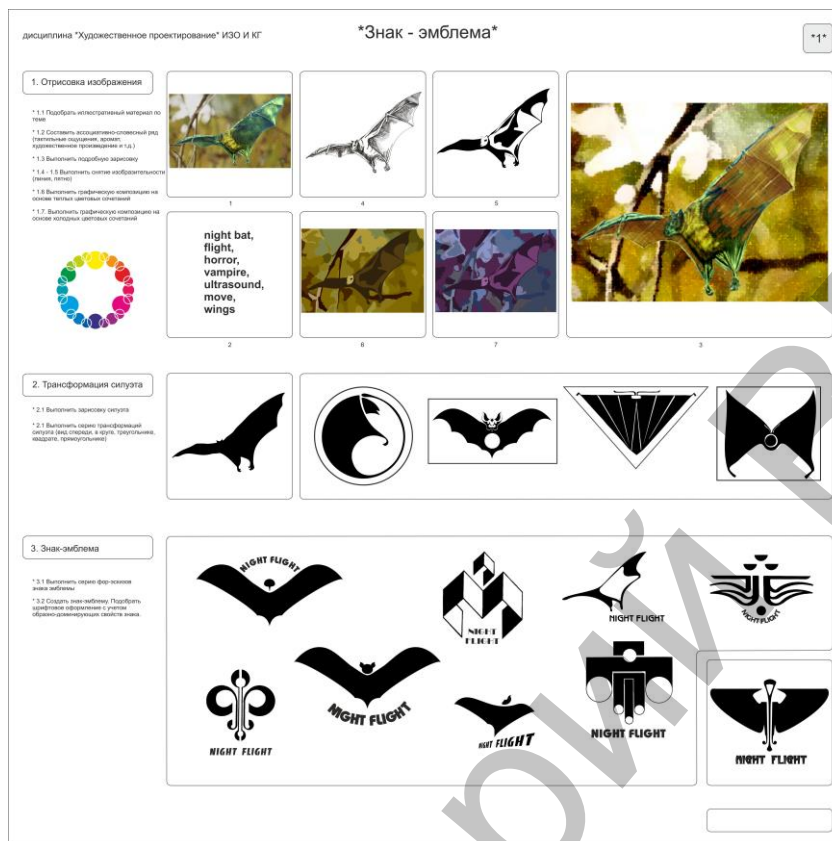 дисциплина "Художественное проектирование" ИЗО И КГ
*Знак - эмблема*
*1*
1. Отрисовка изображения
* 1.1 Подобрать иллюстративный материал по
теме
* 1.2 Составить ассоциативно-словесный ряд
(тактильные ощущения, аромат,
художественное произведение и т.д.)
* 1.3 Выполнить подробную зарисовку
* 1.4 - 1.5 Выполнить снятие изобразительности
(линия, пятно)
* 1.6 Выполнить графическую композицию на
основе теплых цветовых сочетаний
* 1.7. Выполнить графическую композицию на
основе холодных цветовых сочетаний
1
4
5
night bat,
flight,
horror,
vampire,
ultrasound,
move,
wings
2
6
7
3
2. Трансформация силуэта
* 2.1 Выполнить зарисовку силуэта
* 2.1 Выполнить серию трансформаций
силуэта (вид спереди, в круге, треугольнике,
квадрате, прямоугольнике)
3. Знак-эмблема
* 3.1 Выполнить серию фор-эскизов
знака эмблемы
* 3.2 Создать знак-эмблему. Подобрать
шрифтовое оформление с учетом
образно-доминирующих свойств знака.
NIGHT FLIGHT
NIGHT
FLIGHT
NIGHT FLIGHT
NIGHT FLIGHT
NIGHT FLIGHT
NIGHT FLIGHT
NIGHT FLIGHT
NIGHT FLIGHT
NIGHT FLIGHT
рий Р